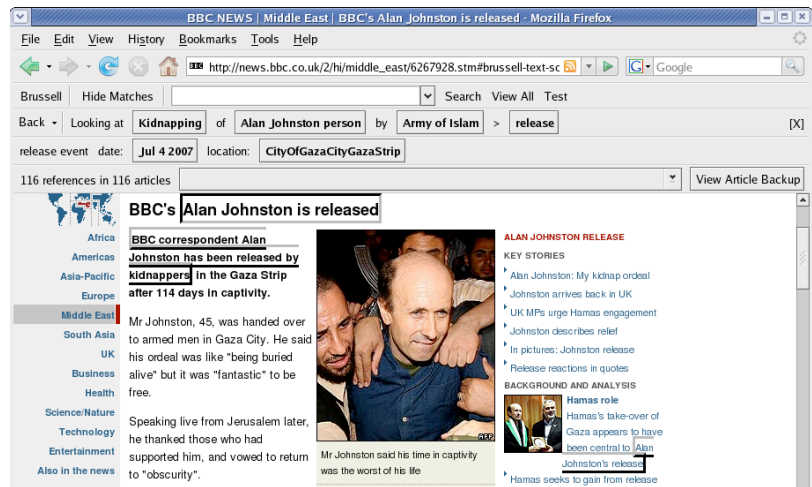 BBC NEWS | Middle East | BBC's Alan Johnston is released - Mozilla Firefox
File Edit View History Bookmarks Tools Help
BBC http://news.bbc.co.uk/2/hi/middle_east/6267928.stm#brussell-text-sc G Google
Brussell Hide Matches Search View All Test
Back Looking at Kidnapping of Alan Johnston person by Army of Islam > release [X]
release event date: Jul 4 2007 location: CityOfGazaCityGazaStrip
116 references in 116 articles View Article Backup
BBC's Alan Johnston is released
Africa
Americas
Asia-Pacific
Europe
Middle East
South Asia
UK
Business
Health
Science/Nature
Technology
Entertainment
Also in the news
BBC correspondent Alan
Johnston has been released by
kidnappers in the Gaza Strip
after 114 days in captivity.
Mr Johnston, 45, was handed over
to armed men in Gaza City. He said
his ordeal was like "being buried
alive" but it was "fantastic" to be
free.
Speaking live from Jerusalem later,
he thanked those who had
supported him, and vowed to return
to "obscurity".
AFP
Mr Johnston said his time in captivity
was the worst of his life
ALAN JOHNSTON RELEASE
KEY STORIES
Alan Johnston: My kidnap ordeal
Johnston arrives back in UK
UK MPs urge Hamas engagement
Johnston describes relief
In pictures: Johnston release
Release reactions in quotes
BACKGROUND AND ANALYSIS
Hamas role
Hamas's take-over of
Gaza appears to have
been central to Alan
Johnston's release
Hamas seeks to gain from release